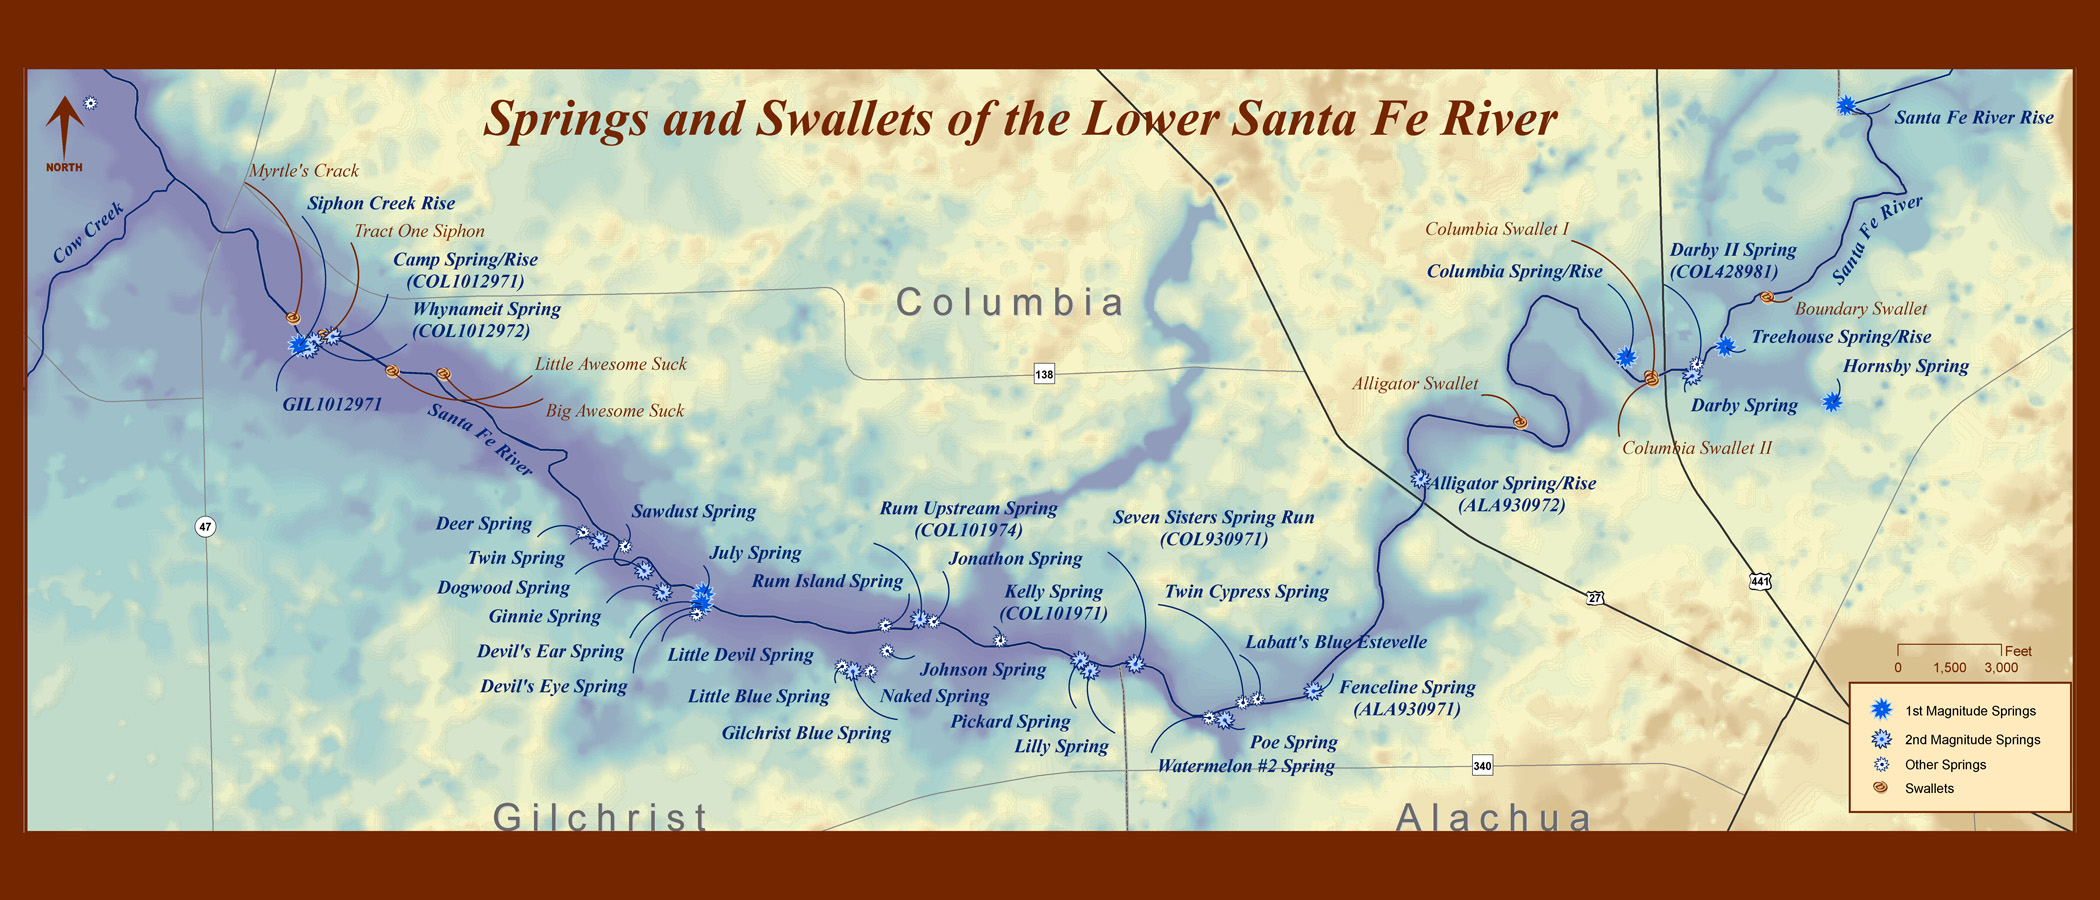 Springs and Swallets of the Lower Santa Fe River
NORTH
Santa Fe River Rise
Myrtle's Crack
Siphon Creek Rise
Tract One Siphon
Cow Creek
Camp Spring/Rise
(COL1012971)
Whynameit Spring
(COL1012972)
Little Awesome Suck
Big Awesome Suck
GIL1012971
Santa Fe River
Columbia
138
47
Columbia Swallet I
Columbia Spring/Rise
Darby II Spring
(COL428981)
Santa Fe River
Boundary Swallet
Treehouse Spring/Rise
Hornsby Spring
Darby Spring
Alligator Swallet
Columbia Swallet II
Alligator Spring/Rise
(ALA930972)
Deer Spring
Sawdust Spring
Twin Spring
July Spring
Dogwood Spring
Ginnie Spring
Devil's Ear Spring
Devil's Eye Spring
Little Devil Spring
Rum Island Spring
Rum Upstream Spring
(COL101974)
Jonathon Spring
Kelly Spring
(COL101971)
Seven Sisters Spring Run
(COL930971)
Twin Cypress Spring
Labatt's Blue Estevelle
Little Blue Spring
Johnson Spring
Naked Spring
Gilchrist Blue Spring
Pickard Spring
Lilly Spring
Fenceline Spring
(ALA930971)
Poe Spring
Watermelon #2 Spring
27
441
340
Gilchrist
Alachua
Feet
0 1,500 3,000
1st Magnitude Springs
2nd Magnitude Springs
Other Springs
Swallets